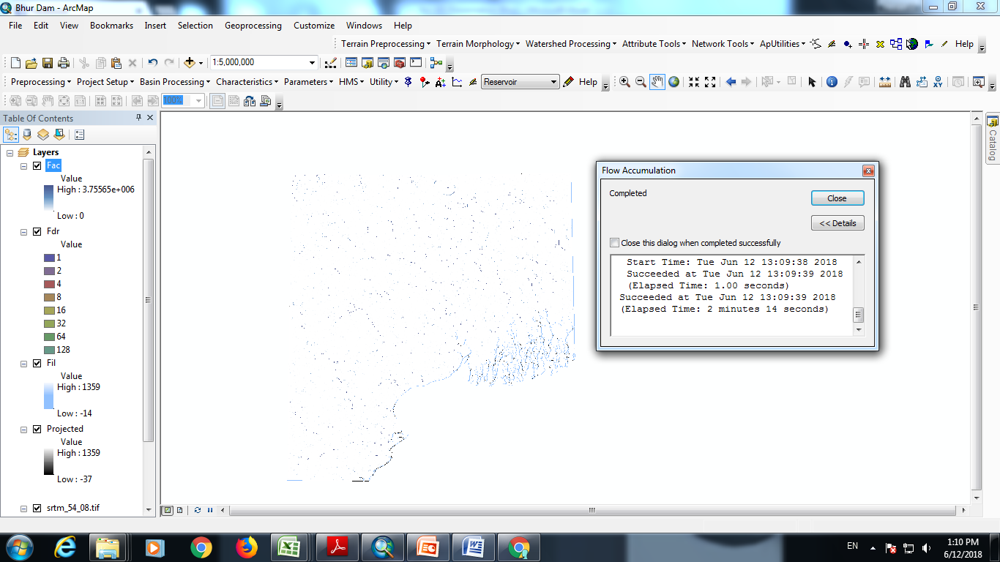 Bhur Dam - ArcMap
File Edit View Bookmarks Insert Selection Geoprocessing Customize Windows Help
Terrain Preprocessing Terrain Morphology Watershed Processing Attribute Tools Network Tools ApUtilities Help
1:5,000,000
Preprocessing Project Setup Basin Processing Characteristics Parameters HMS Utility Reservoir Help
100%
Table Of Contents
Layers
Fac
Value
High : 3.75565e+006
Low : 0
Fdr
Value
1
2
4
8
16
32
64
128
Fil
Value
High : 1359
Low : -14
Projected
Value
High : 1359
Low : -37
srtm_54_08.tif
Flow Accumulation
Completed
Close
<< Details
Close this dialog when completed successfully
Start Time: Tue Jun 12 13:09:38 2018
Succeeded at Tue Jun 12 13:09:39 2018
(Elapsed Time: 1.00 seconds)
Succeeded at Tue Jun 12 13:09:39 2018
(Elapsed Time: 2 minutes 14 seconds)
Catalog
EN
1:10 PM
6/12/2018